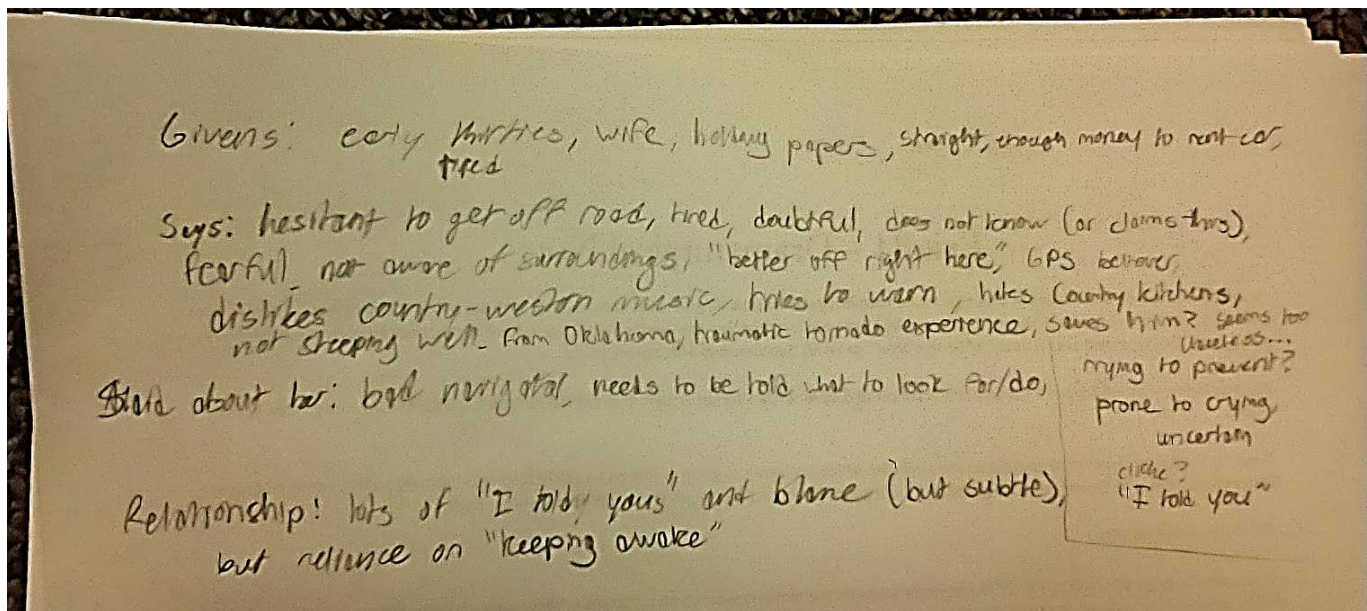 Givens: early thirties, wife, holding papers, straight, enough money to rent car,
tired
Says: hesitant to get off road, tired, doubtful, does not know (or claims this),
fearful, not aware of surroundings, "better off right here," GPS believer,
dislikes country-western music, tries to warn, likes Country Kitchens,
not sleeping well. From Oklahoma, traumatic tornado experience, saves him? seems too
useless...
trying to prevent?
Said about her: bad navigator, needs to be told what to look for/do,
prone to crying,
uncertain
cliche?
"I told you"
Relationship: lots of "I told yous" and blame (but subtle),
but reliance on "keeping awake"